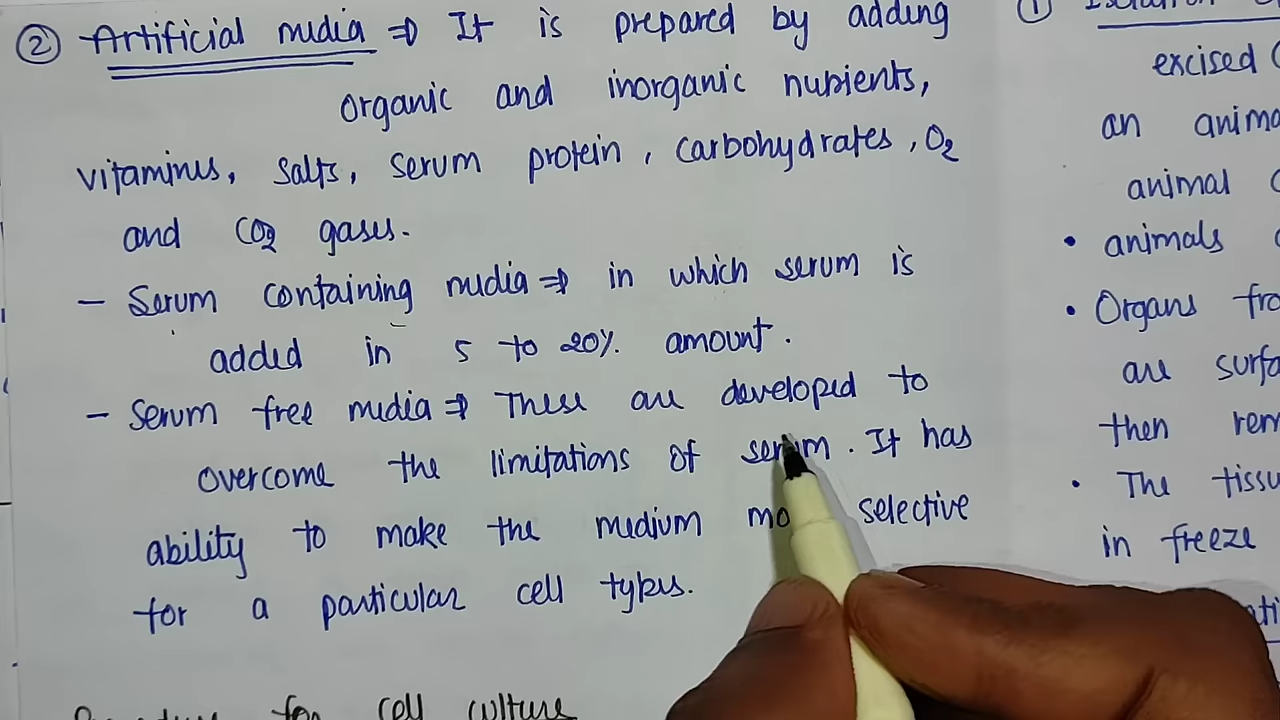 ② Artificial media ⇒ It is prepared by adding
organic and inorganic nutrients,
vitamins, salts, serum protein, carbohydrates, O2
and CO2 gases.
- Serum containing media ⇒ in which serum is
added in 5 to 20% amount.
- Serum free media ⇒ These are developed to
overcome the limitations of serum. It has
ability to make the medium mo selective
for a particular cell types.
for cell culture
①
excised
an anima
animal
• animals
• Organs fro
are surfa
then rem
• The tissu
in freeze